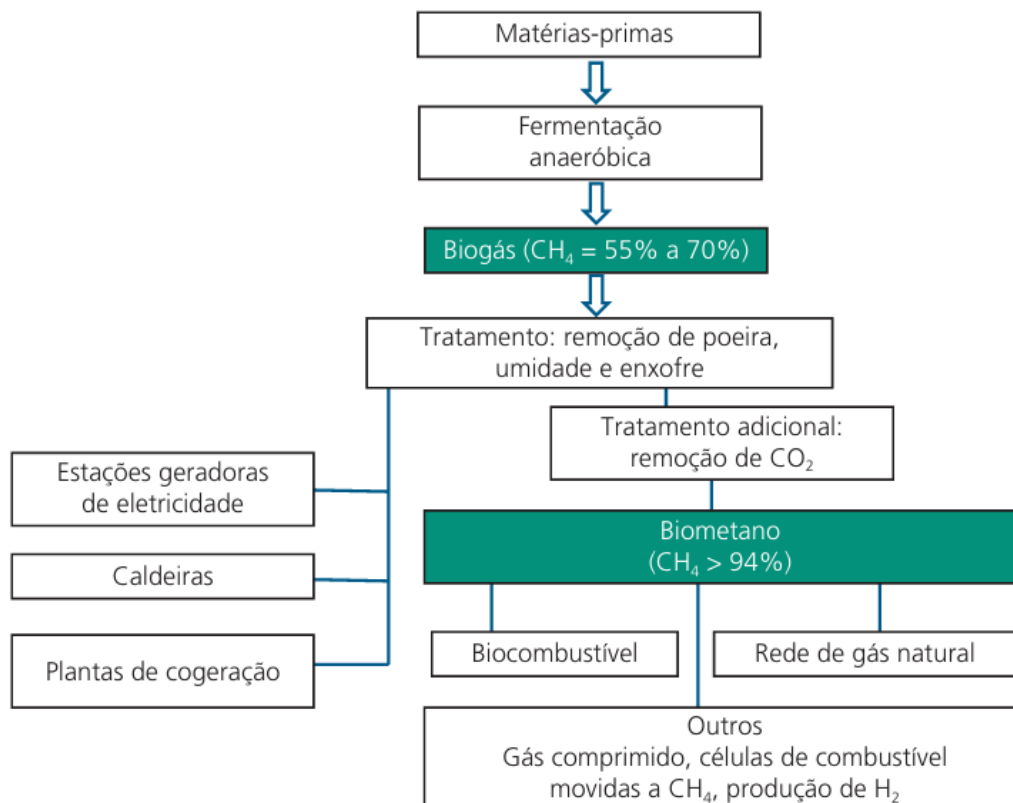 Matérias-primas
Fermentação
anaeróbica
Biogás (CH₄ = 55% a 70%)
Tratamento: remoção de poeira,
umidade e enxofre
Tratamento adicional:
remoção de CO₂
Estações geradoras
de eletricidade
Caldeiras
Plantas de cogeração
Biometano
(CH₄ > 94%)
Biocombustível
Rede de gás natural
Outros
Gás comprimido, células de combustível
movidas a CH₄, produção de H₂